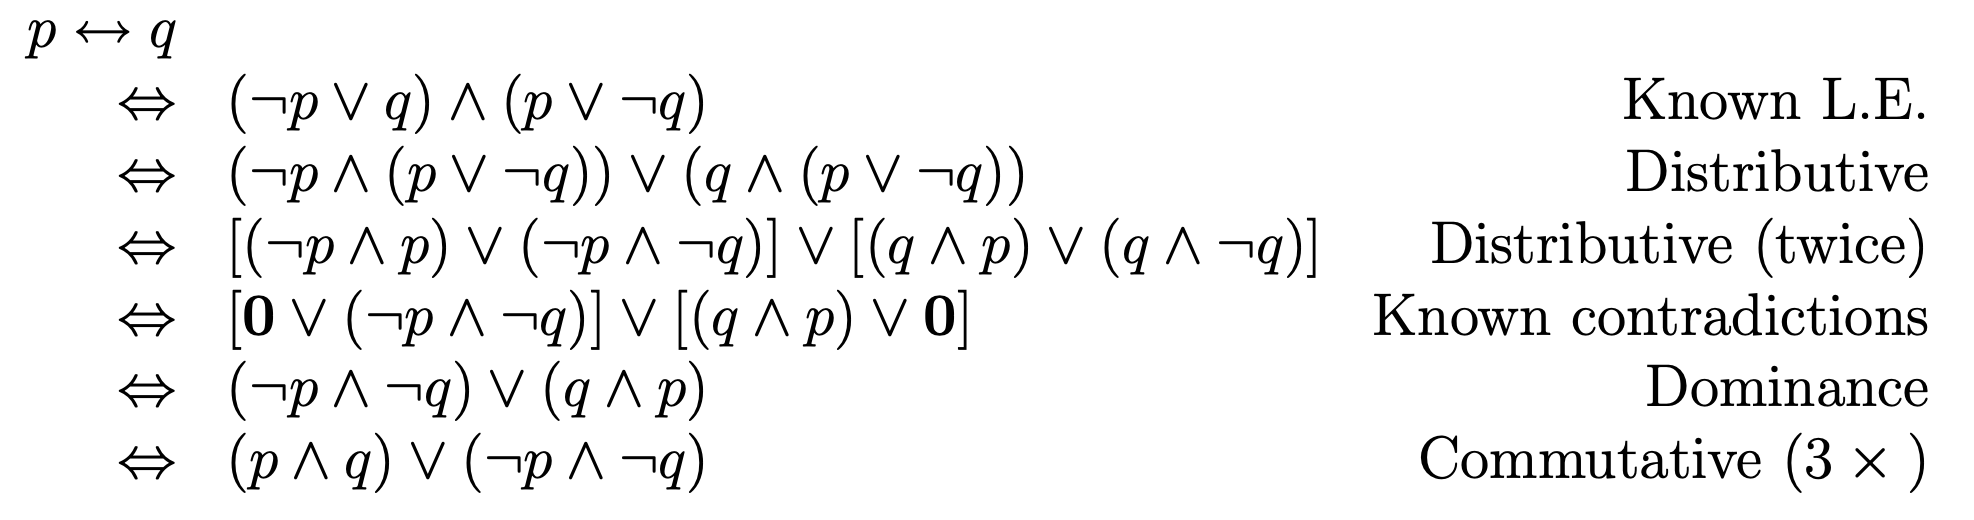 p ↔ q
⇔ (¬p ∨ q) ∧ (p ∨ ¬q) Known L.E.
⇔ (¬p ∧ (p ∨ ¬q)) ∨ (q ∧ (p ∨ ¬q)) Distributive
⇔ [(¬p ∧ p) ∨ (¬p ∧ ¬q)] ∨ [(q ∧ p) ∨ (q ∧ ¬q)] Distributive (twice)
⇔ [0 ∨ (¬p ∧ ¬q)] ∨ [(q ∧ p) ∨ 0] Known contradictions
⇔ (¬p ∧ ¬q) ∨ (q ∧ p) Dominance
⇔ (p ∧ q) ∨ (¬p ∧ ¬q) Commutative (3 × )